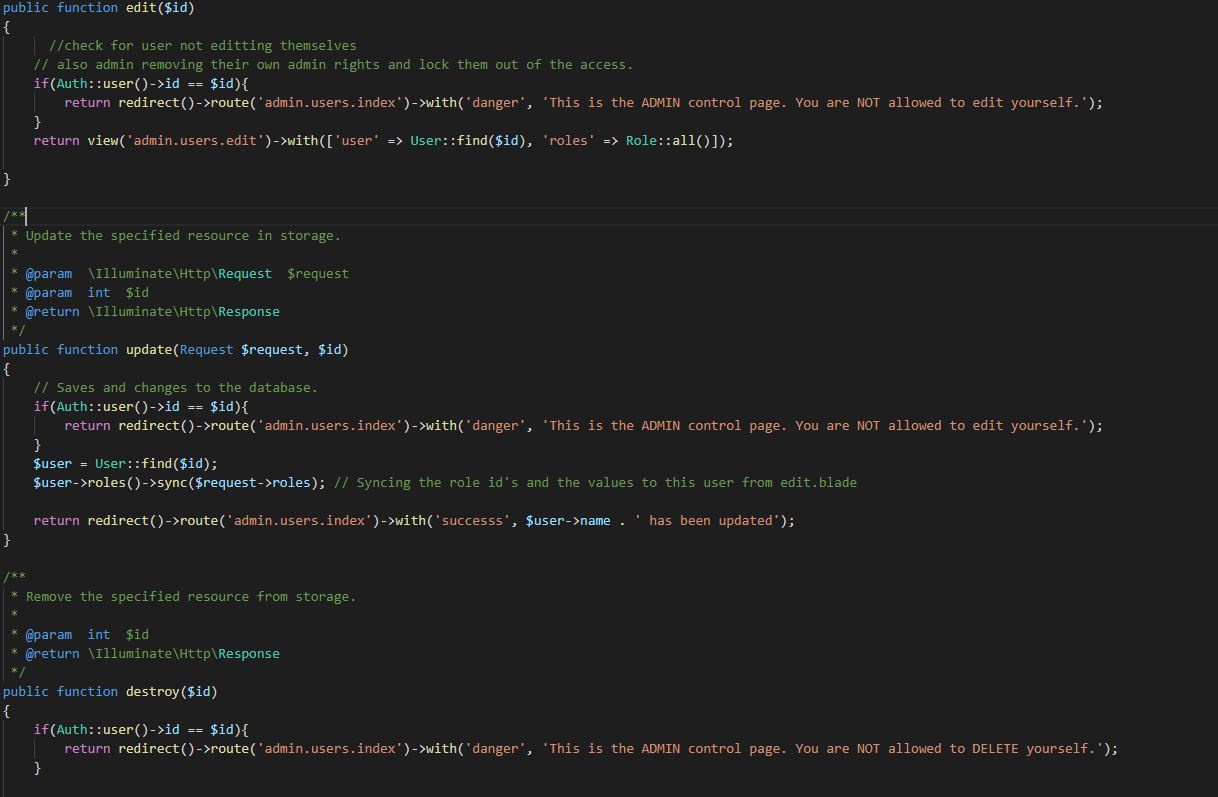 public function edit($id)
{
//check for user not editting themselves
// also admin removing their own admin rights and lock them out of the access.
if(Auth::user()->id == $id){
return redirect()->route('admin.users.index')->with('danger', 'This is the ADMIN control page. You are NOT allowed to edit yourself.');
}
return view('admin.users.edit')->with(['user' => User::find($id), 'roles' => Role::all()]);
}
/**
* Update the specified resource in storage.
*
* @param  \Illuminate\Http\Request  $request
* @param  int  $id
* @return \Illuminate\Http\Response
*/
public function update(Request $request, $id)
{
// Saves and changes to the database.
if(Auth::user()->id == $id){
return redirect()->route('admin.users.index')->with('danger', 'This is the ADMIN control page. You are NOT allowed to edit yourself.');
}
$user = User::find($id);
$user->roles()->sync($request->roles); // Syncing the role id's and the values to this user from edit.blade
return redirect()->route('admin.users.index')->with('successs', $user->name . ' has been updated');
}
/**
* Remove the specified resource from storage.
*
* @param  int  $id
* @return \Illuminate\Http\Response
*/
public function destroy($id)
{
if(Auth::user()->id == $id){
return redirect()->route('admin.users.index')->with('danger', 'This is the ADMIN control page. You are NOT allowed to DELETE yourself.');
}